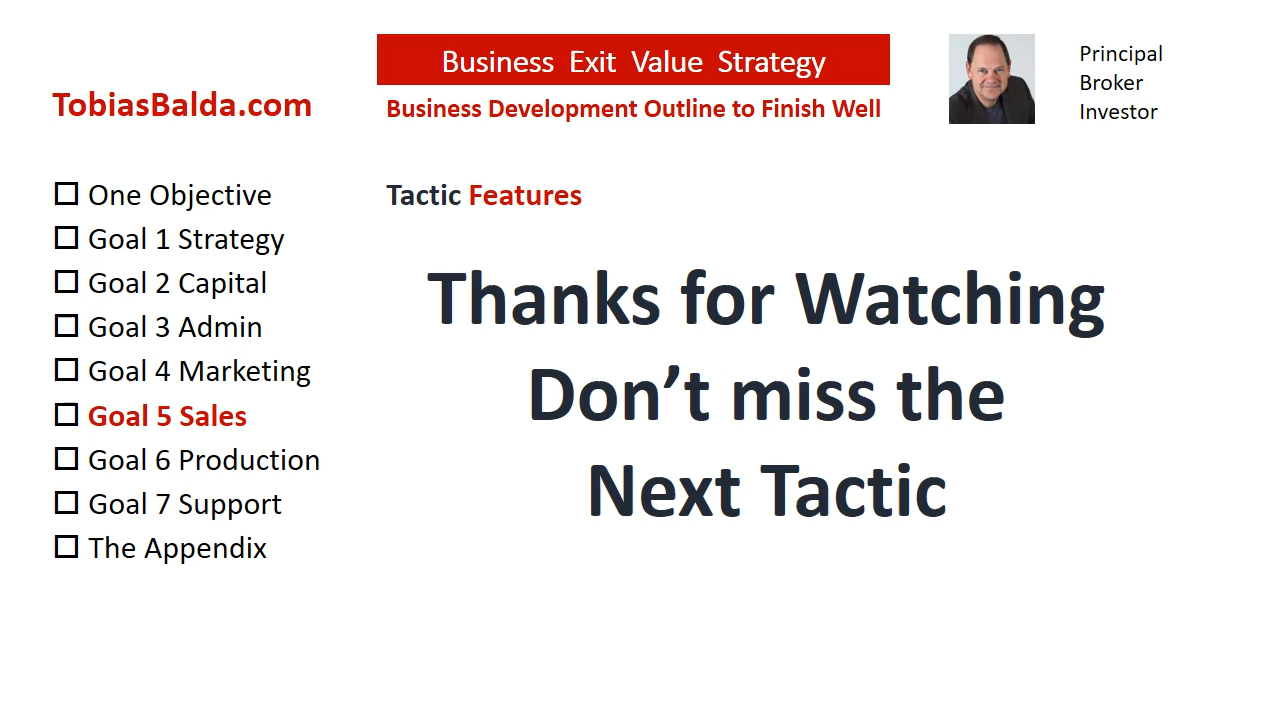 Business Exit Value Strategy
TobiasBalda.com
Business Development Outline to Finish Well
Principal
Broker
Investor
One Objective
Goal 1 Strategy
Goal 2 Capital
Goal 3 Admin
Goal 4 Marketing
Goal 5 Sales
Goal 6 Production
Goal 7 Support
The Appendix
Tactic Features
Thanks for Watching
Don’t miss the
Next Tactic